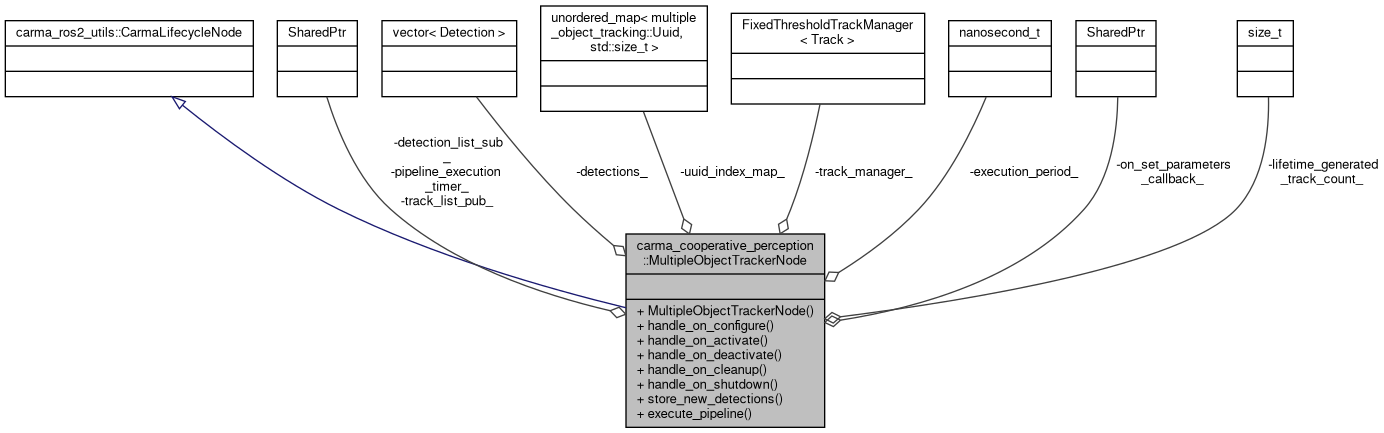 carma_ros2_utils::CarmaLifecycleNode
SharedPtr
vector< Detection >
unordered_map< multiple
_object_tracking::Uuid,
std::size_t >
FixedThresholdTrackManager
< Track >
nanosecond_t
SharedPtr
size_t
-detection_list_sub
_
-pipeline_execution
_timer_
-track_list_pub_
-detections_
-uuid_index_map_
-track_manager_
-execution_period_
-on_set_parameters
_callback_
-lifetime_generated
_track_count_
carma_cooperative_perception
::MultipleObjectTrackerNode
+ MultipleObjectTrackerNode()
+ handle_on_configure()
+ handle_on_activate()
+ handle_on_deactivate()
+ handle_on_cleanup()
+ handle_on_shutdown()
+ store_new_detections()
+ execute_pipeline()